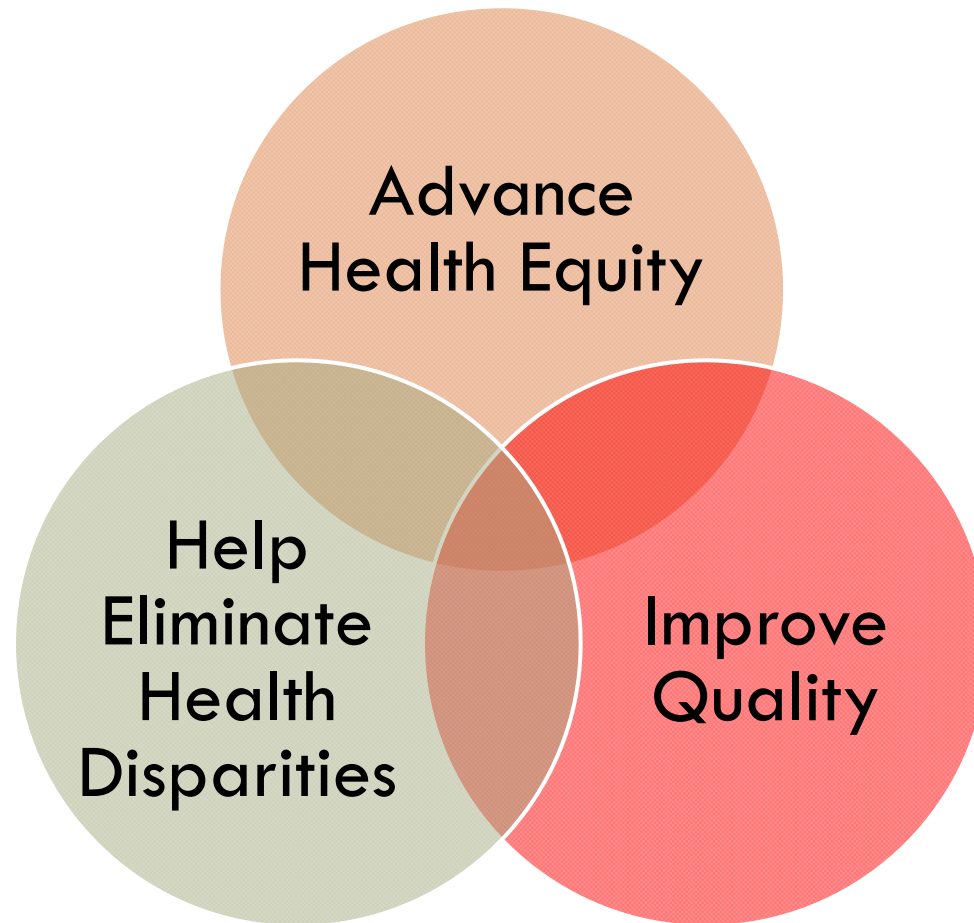 Advance
Health Equity
Help
Eliminate
Health
Disparities
Improve
Quality